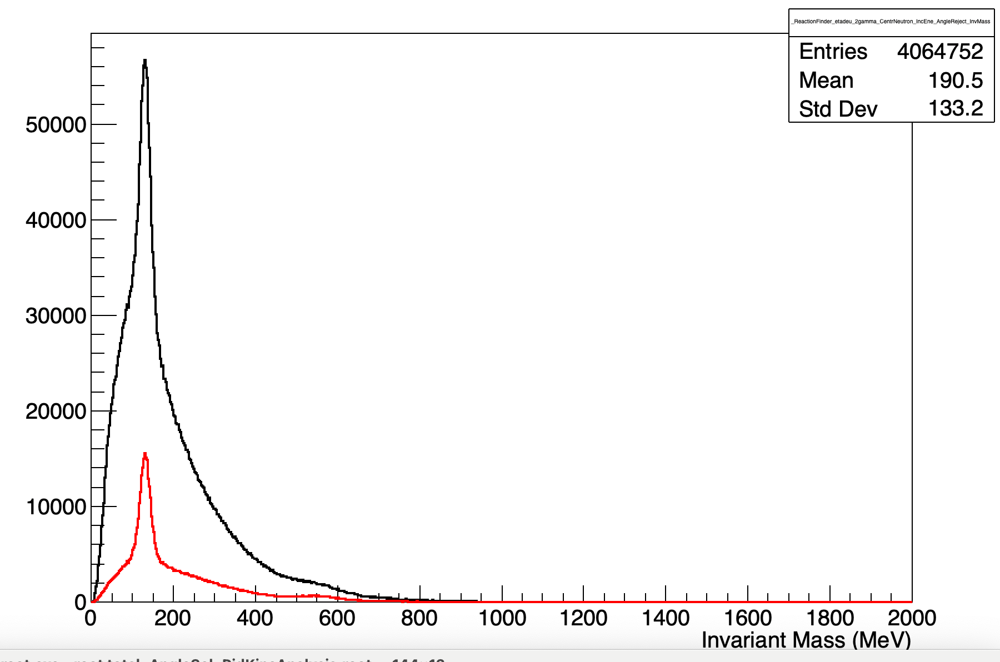 _ReactionFinder_etadeu_2gamma_CentrNeutron_IncEne_AngleReject_InvMass
Entries 4064752
Mean 190.5
Std Dev 133.2
50000
40000
30000
20000
10000
0
0 200 400 600 800 1000 1200 1400 1600 1800 2000
Invariant Mass (MeV)